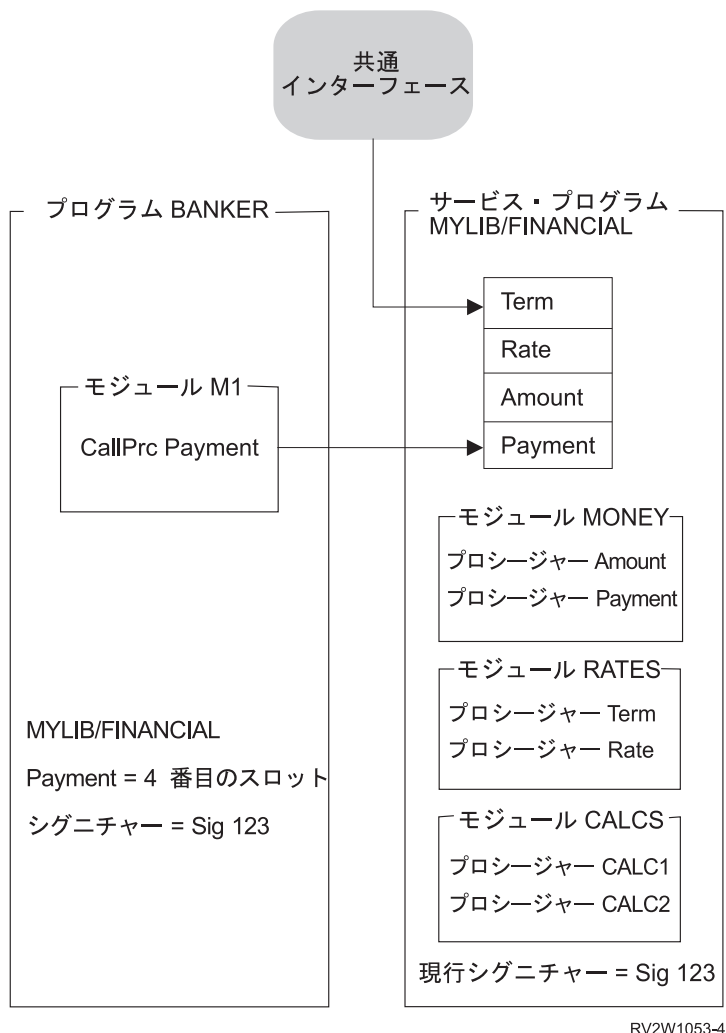 共通
インターフェース
プログラム BANKER
モジュール M1
CallPrc Payment
MYLIB/FINANCIAL
Payment = 4 番目のスロット
シグニチャー = Sig 123
サービス・プログラム
MYLIB/FINANCIAL
Term
Rate
Amount
Payment
モジュール MONEY
プロシージャー Amount
プロシージャー Payment
モジュール RATES
プロシージャー Term
プロシージャー Rate
モジュール CALCS
プロシージャー CALC1
プロシージャー CALC2
現行シグニチャー = Sig 123
RV2W1053-4